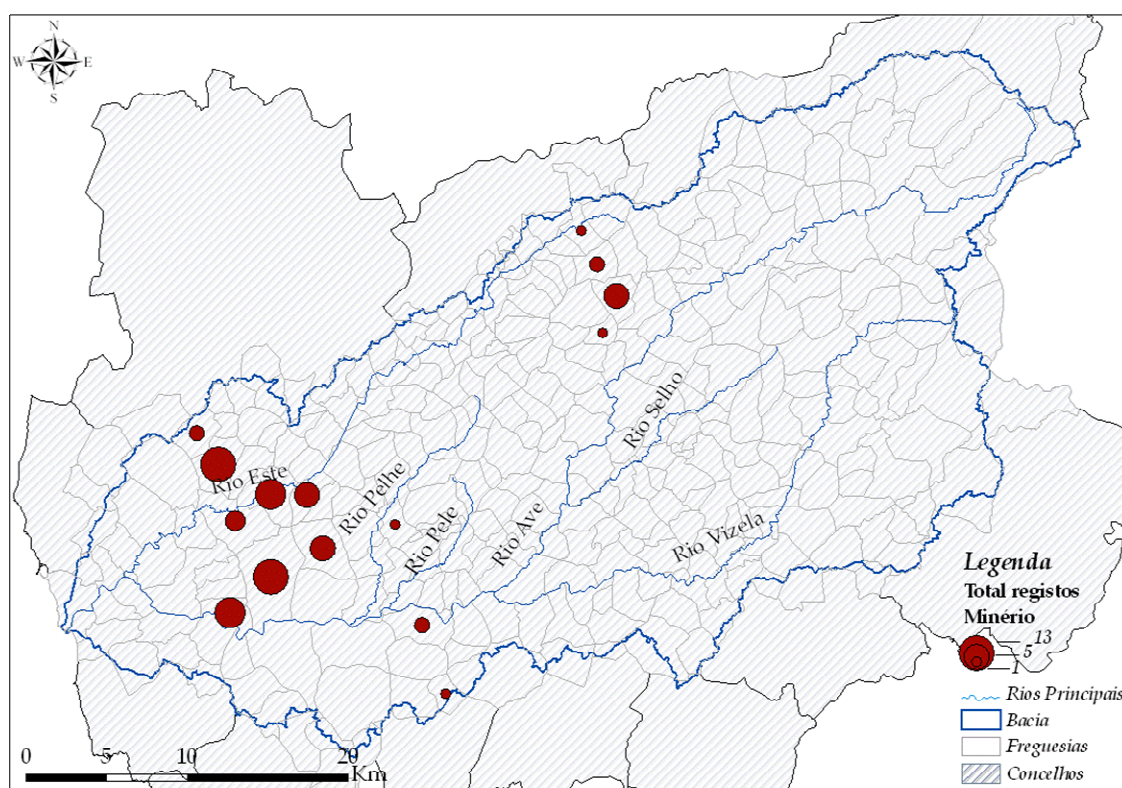 N
W E
S
Rio Selho
Rio Este
Rio Pelhe
Rio Pele
Rio Ave
Rio Vizela
Legenda
Total registos
Minério
13
5
1
Rios Principais
Bacia
Freguesias
Concelhos
0 5 10 20
Km